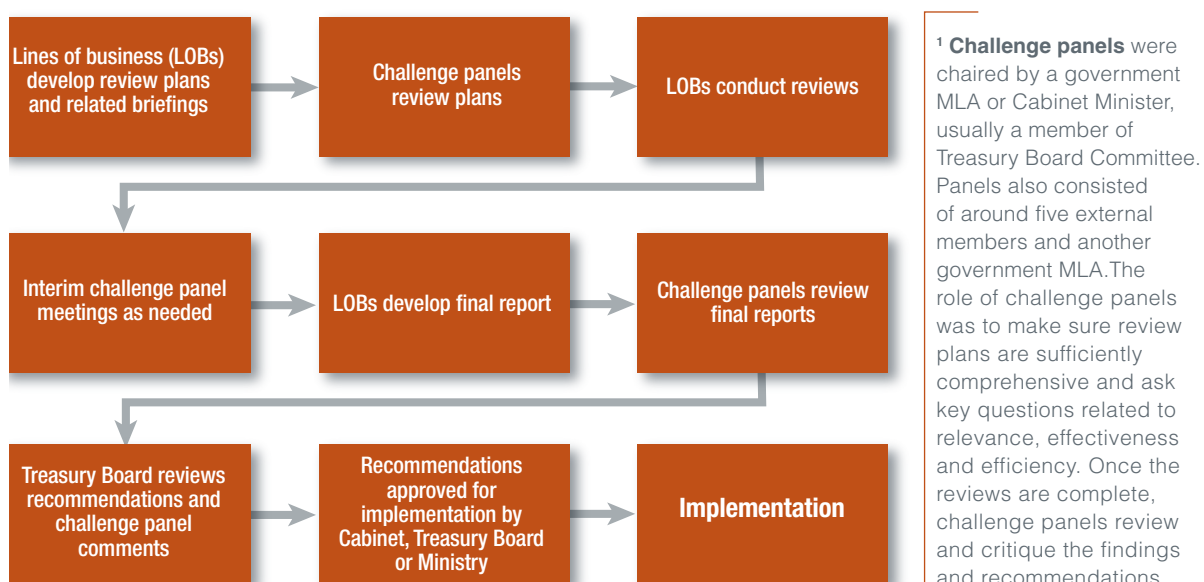 Lines of business (LOBs)
develop review plans
and related briefings
Challenge panels
review plans
LOBs conduct reviews
Interim challenge panel
meetings as needed
LOBs develop final report
Challenge panels review
final reports
Treasury Board reviews
recommendations and
challenge panel
comments
Recommendations
approved for
implementation by
Cabinet, Treasury Board
or Ministry
Implementation
¹ Challenge panels were
chaired by a government
MLA or Cabinet Minister,
usually a member of
Treasury Board Committee.
Panels also consisted
of around five external
members and another
government MLA.The
role of challenge panels
was to make sure review
plans are sufficiently
comprehensive and ask
key questions related to
relevance, effectiveness
and efficiency. Once the
reviews are complete,
challenge panels review
and critique the findings
and recommendations